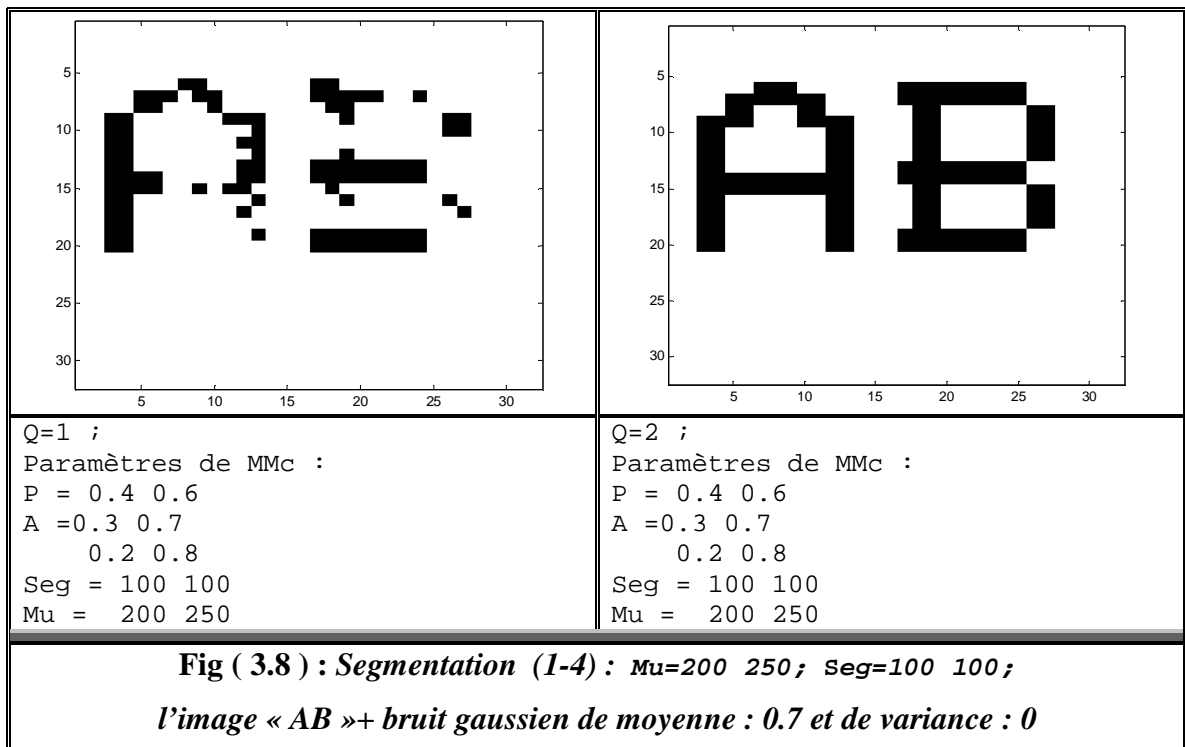 5
10
15
20
25
30
5 10 15 20 25 30
AB
5
10
15
20
25
30
5 10 15 20 25 30
Q=1 ;
Paramètres de MMc :
P = 0.4 0.6
A =0.3 0.7
0.2 0.8
Seg = 100 100
Mu = 200 250
Q=2 ;
Paramètres de MMc :
P = 0.4 0.6
A =0.3 0.7
0.2 0.8
Seg = 100 100
Mu = 200 250
Fig ( 3.8 ) : Segmentation (1-4) : Mu=200 250; Seg=100 100;
l'image « AB »+ bruit gaussien de moyenne : 0.7 et de variance : 0